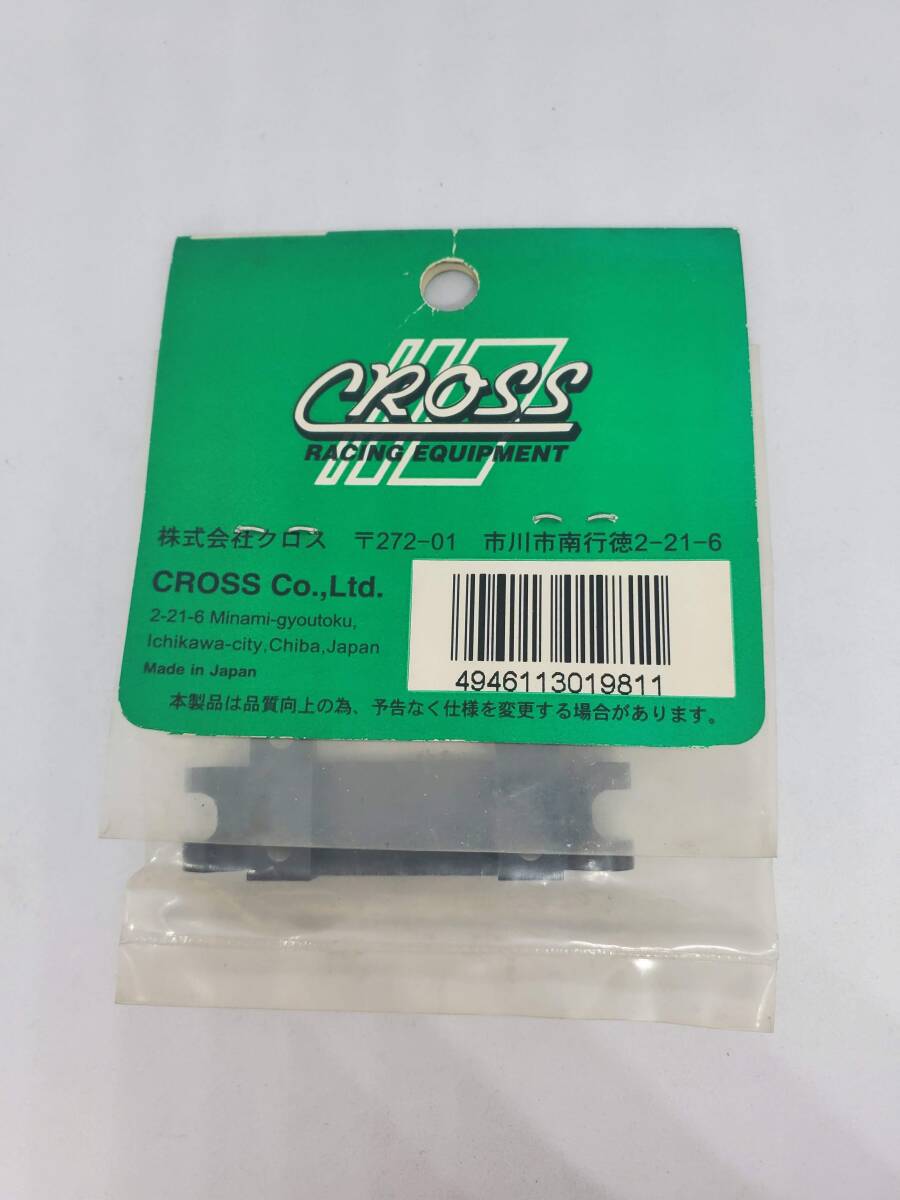 CROSS
RACING EQUIPMENT
株式会社クロス 〒272-01 市川市南行徳2-21-6
CROSS Co.,Ltd.
2-21-6 Minami-gyoutoku,
Ichikawa-city,Chiba,Japan
Made in Japan
4946113019811
本製品は品質向上の為、予告なく仕様を変更する場合があります。